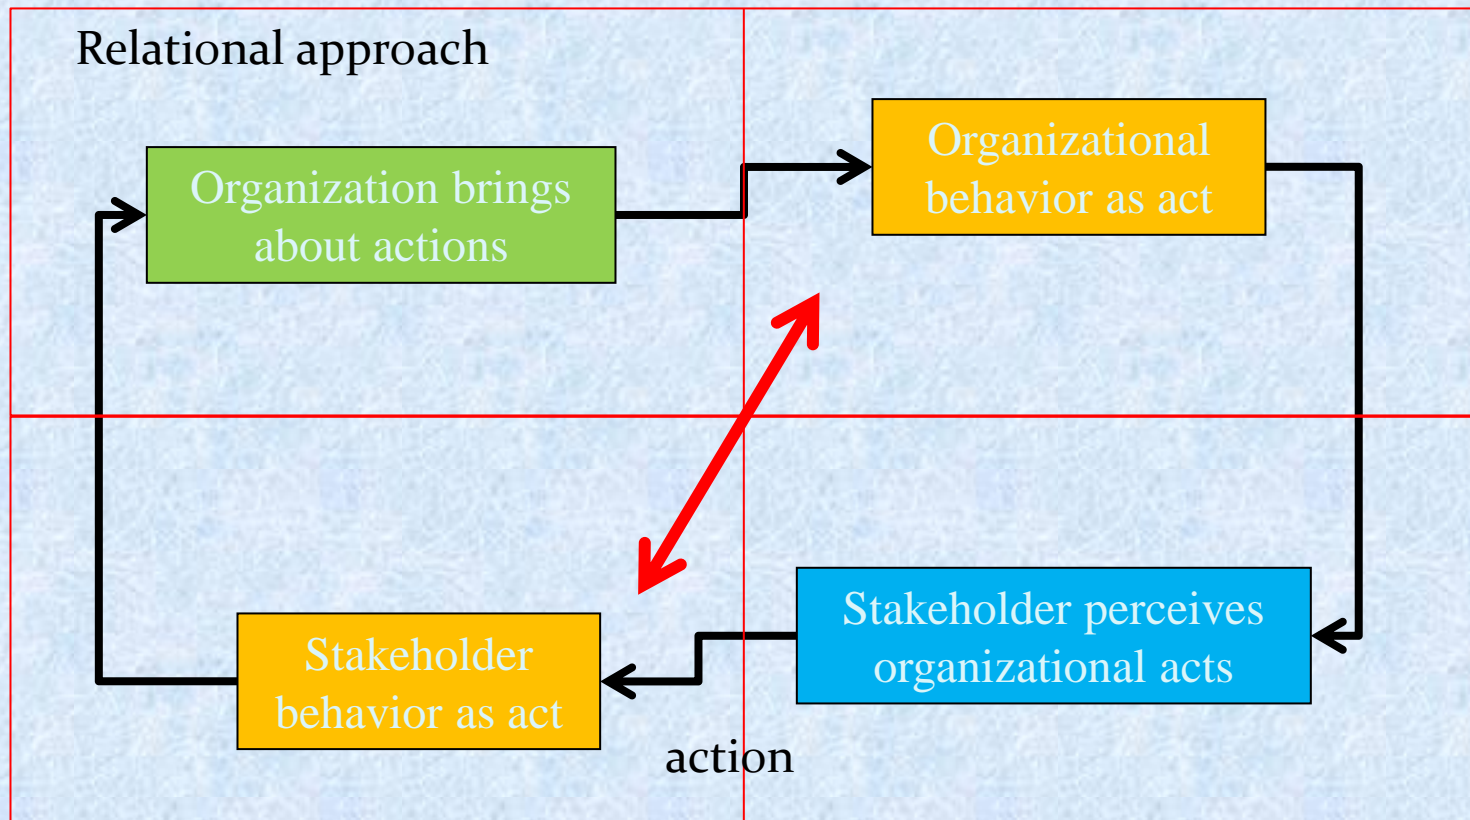 Relational approach
Organization brings
about actions
Organizational
behavior as act
Stakeholder perceives
organizational acts
Stakeholder
behavior as act
action